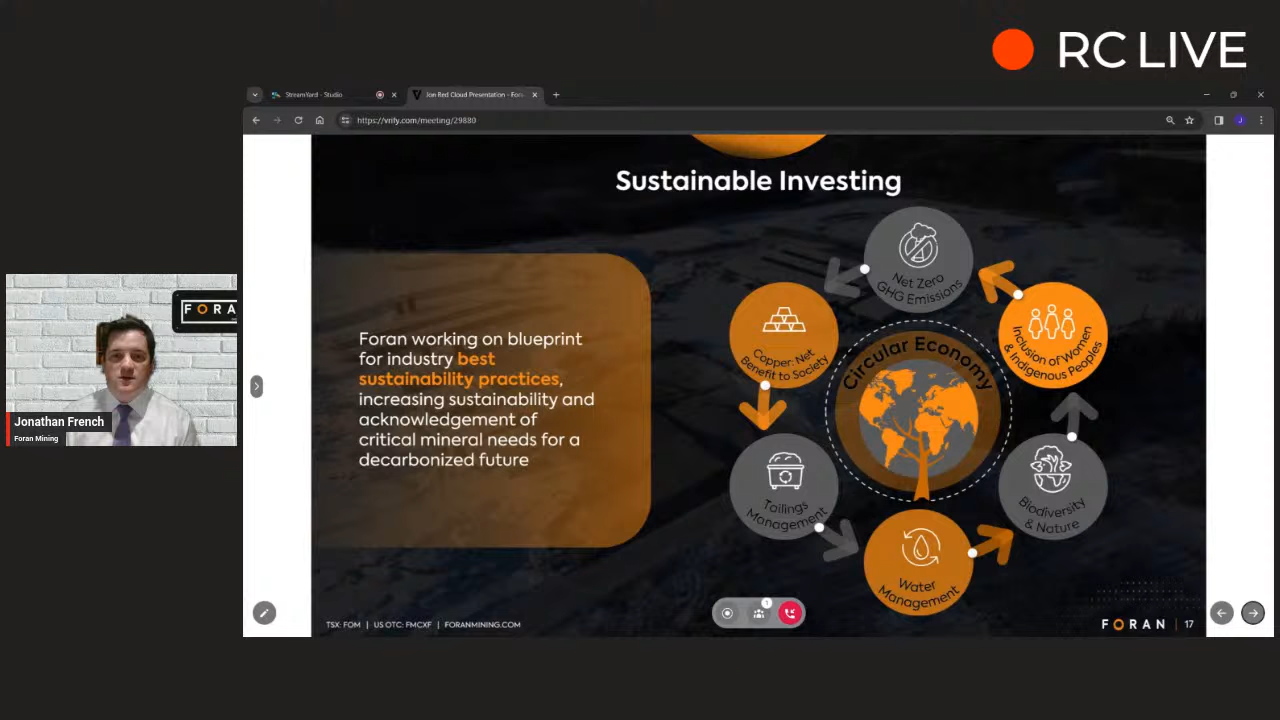 RC LIVE
StreamYard - Studio
Jon Red Cloud Presentation - For
https://vrify.com/meeting/29880
Sustainable Investing
Foran working on blueprint
for industry best
sustainability practices,
increasing sustainability and
acknowledgement of
critical mineral needs for a
decarbonized future
Net Zero
GHG Emissions
Copper: Net
Benefit to Society
Inclusion of Women
& Indigenous Peoples
Circular Economy
Tailings
Management
Biodiversity
& Nature
Water
Management
1
TSX: FOM | US OTC: FMCXF | FORANMINING.COM
FORAN | 17
FORA
Jonathan French
Foran Mining
J